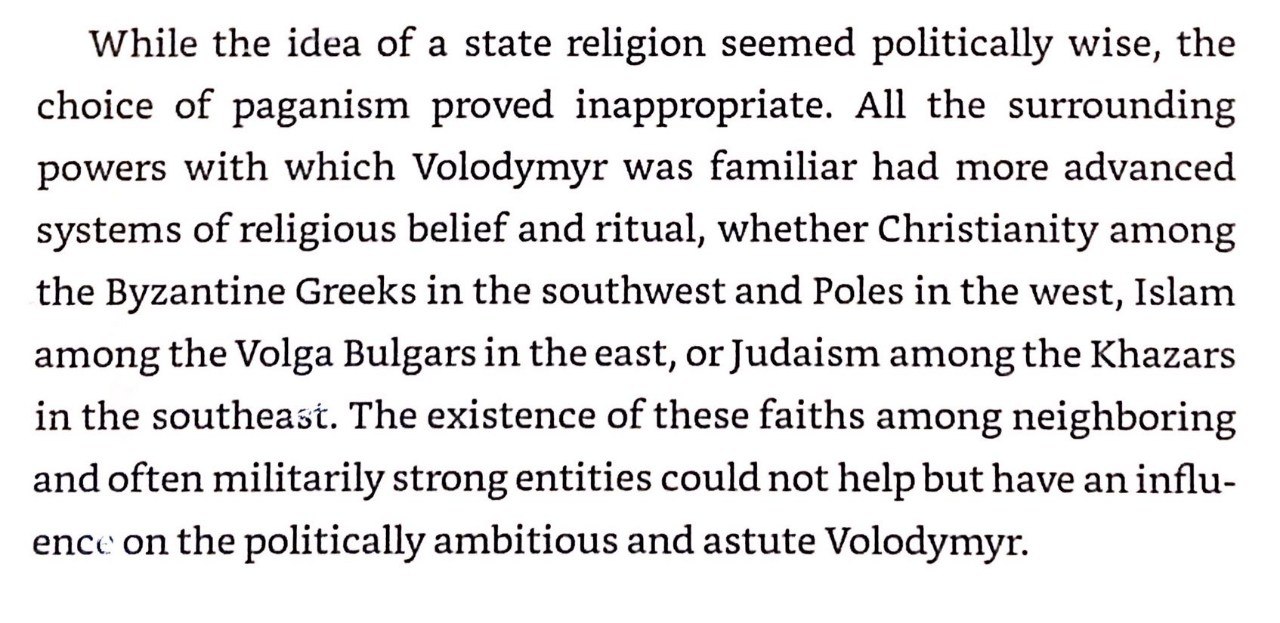 While the idea of a state religion seemed politically wise, the
choice of paganism proved inappropriate. All the surrounding
powers with which Volodymyr was familiar had more advanced
systems of religious belief and ritual, whether Christianity among
the Byzantine Greeks in the southwest and Poles in the west, Islam
among the Volga Bulgars in the east, or Judaism among the Khazars
in the southeast. The existence of these faiths among neighboring
and often militarily strong entities could not help but have an influ-
ence on the politically ambitious and astute Volodymyr.